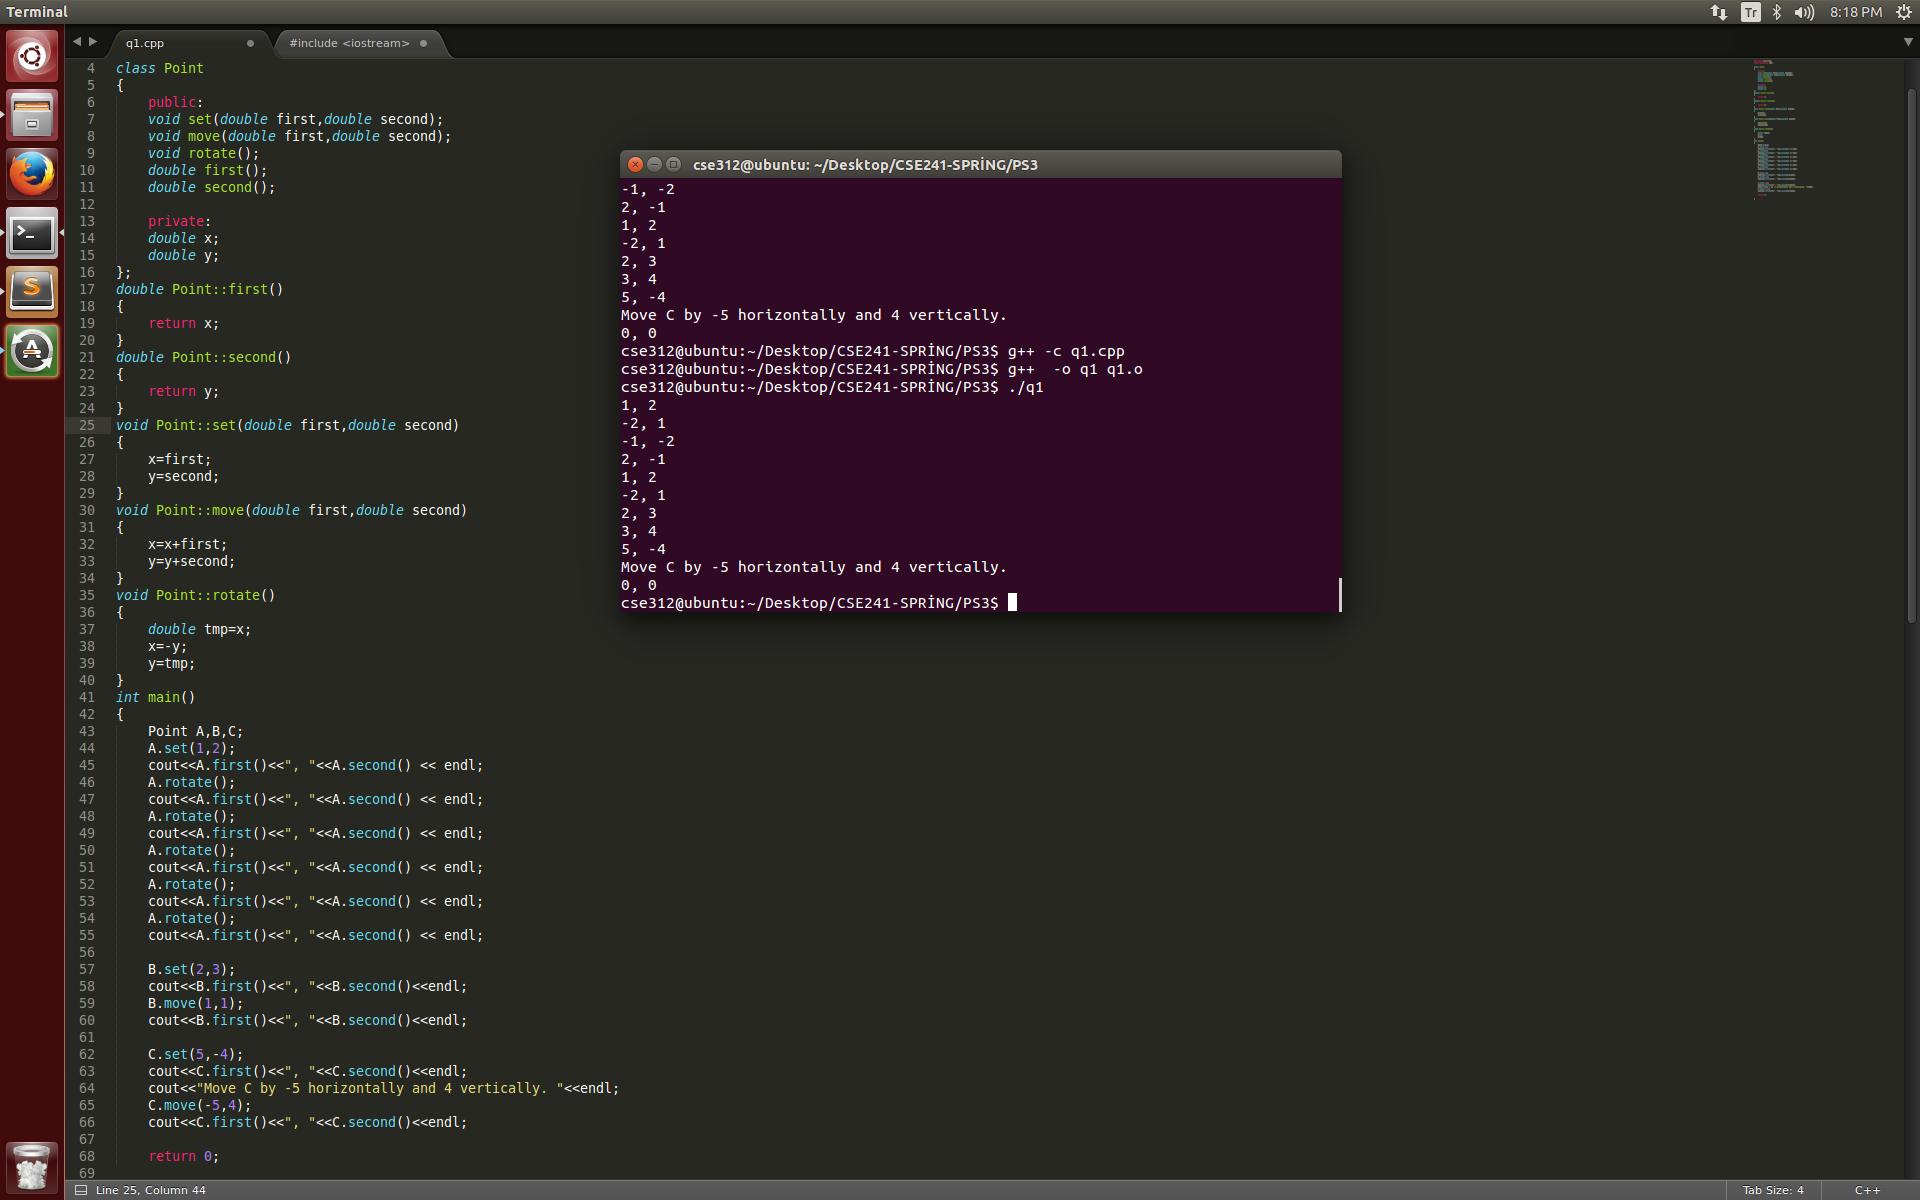 Terminal
Tr
8:18 PM
q1.cpp
#include <iostream>
4 class Point
5 {
6 public:
7 void set(double first,double second);
8 void move(double first,double second);
9 void rotate();
10 double first();
11 double second();
12
13 private:
14 double x;
15 double y;
16 };
17 double Point::first()
18 {
19 return x;
20 }
21 double Point::second()
22 {
23 return y;
24 }
25 void Point::set(double first,double second)
26 {
27 x=first;
28 y=second;
29 }
30 void Point::move(double first,double second)
31 {
32 x=x+first;
33 y=y+second;
34 }
35 void Point::rotate()
36 {
37 double tmp=x;
38 x=-y;
39 y=tmp;
40 }
41 int main()
42 {
43 Point A,B,C;
44 A.set(1,2);
45 cout<<A.first()<<", "<<A.second() << endl;
46 A.rotate();
47 cout<<A.first()<<", "<<A.second() << endl;
48 A.rotate();
49 cout<<A.first()<<", "<<A.second() << endl;
50 A.rotate();
51 cout<<A.first()<<", "<<A.second() << endl;
52 A.rotate();
53 cout<<A.first()<<", "<<A.second() << endl;
54 A.rotate();
55 cout<<A.first()<<", "<<A.second() << endl;
56
57 B.set(2,3);
58 cout<<B.first()<<", "<<B.second()<<endl;
59 B.move(1,1);
60 cout<<B.first()<<", "<<B.second()<<endl;
61
62 C.set(5,-4);
63 cout<<C.first()<<", "<<C.second()<<endl;
64 cout<<"Move C by -5 horizontally and 4 vertically. "<<endl;
65 C.move(-5,4);
66 cout<<C.first()<<", "<<C.second()<<endl;
67
68 return 0;
69
cse312@ubuntu: ~/Desktop/CSE241-SPRİNG/PS3
-1, -2
2, -1
1, 2
-2, 1
2, 3
3, 4
5, -4
Move C by -5 horizontally and 4 vertically.
0, 0
cse312@ubuntu:~/Desktop/CSE241-SPRİNG/PS3$ g++ -c q1.cpp
cse312@ubuntu:~/Desktop/CSE241-SPRİNG/PS3$ g++  -o q1 q1.o
cse312@ubuntu:~/Desktop/CSE241-SPRİNG/PS3$ ./q1
1, 2
-2, 1
-1, -2
2, -1
1, 2
-2, 1
2, 3
3, 4
5, -4
Move C by -5 horizontally and 4 vertically.
0, 0
cse312@ubuntu:~/Desktop/CSE241-SPRİNG/PS3$
Line 25, Column 44
Tab Size: 4
C++